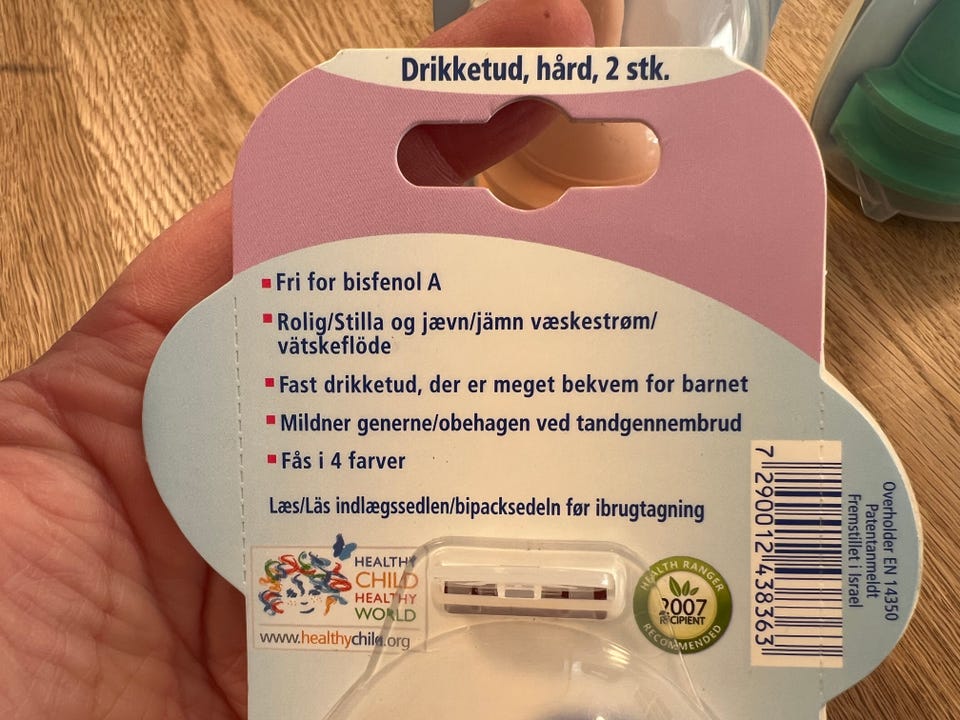 Drikketud, hård, 2 stk.
Fri for bisfenol A
Rolig/Stilla og jævn/jämn væskestrøm/
vätskeflöde
Fast drikketud, der er meget bekvem for barnet
Mildner generne/obehagen ved tandgennembrud
Fås i 4 farver
Læs/Läs indlægssedlen/bipacksedeln før ibrugtagning
HEALTHY
CHILD
HEALTHY
WORLD
www.healthychild.org
HEALTH RANGER
2007
RECIPIENT
RECOMMENDED
7 290012 438363
Overholder EN 14350
Patentanmeldt
Fremstillet i Israel